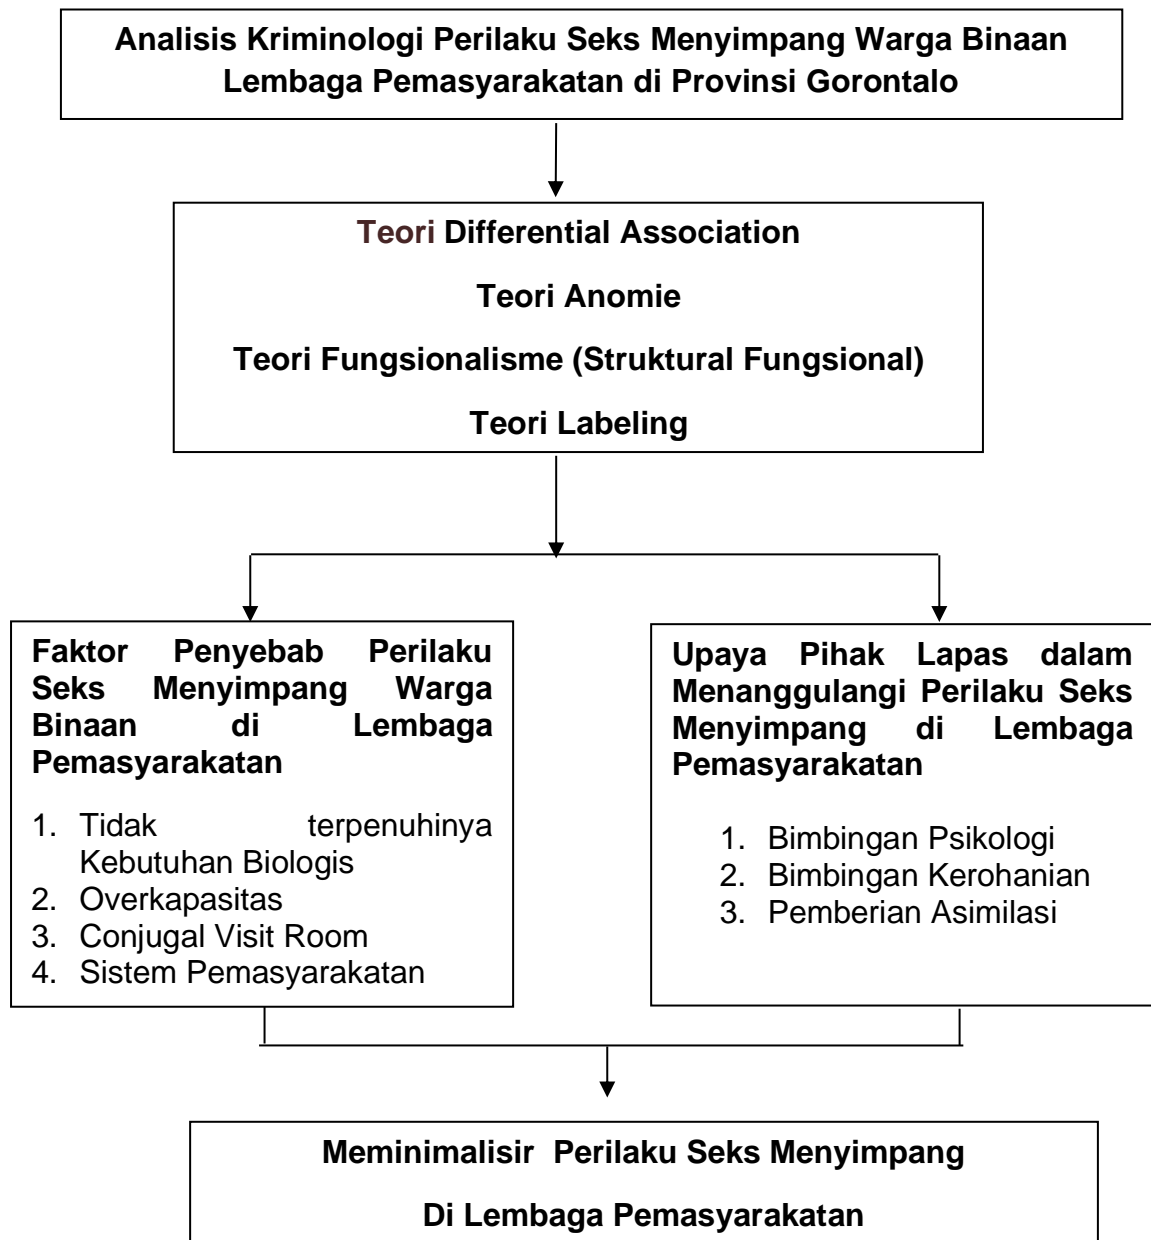 Analisis Kriminologi Perilaku Seks Menyimpang Warga Binaan
Lembaga Pemasyarakatan di Provinsi Gorontalo
Teori Differential Association
Teori Anomie
Teori Fungsionalisme (Struktural Fungsional)
Teori Labeling
Faktor Penyebab Perilaku
Seks Menyimpang Warga
Binaan di Lembaga
Pemasyarakatan
1. Tidak terpenuhinya
Kebutuhan Biologis
2. Overkapasitas
3. Conjugal Visit Room
4. Sistem Pemasyarakatan
Upaya Pihak Lapas dalam
Menanggulangi Perilaku Seks
Menyimpang di Lembaga
Pemasyarakatan
1. Bimbingan Psikologi
2. Bimbingan Kerohanian
3. Pemberian Asimilasi
Meminimalisir Perilaku Seks Menyimpang
Di Lembaga Pemasyarakatan